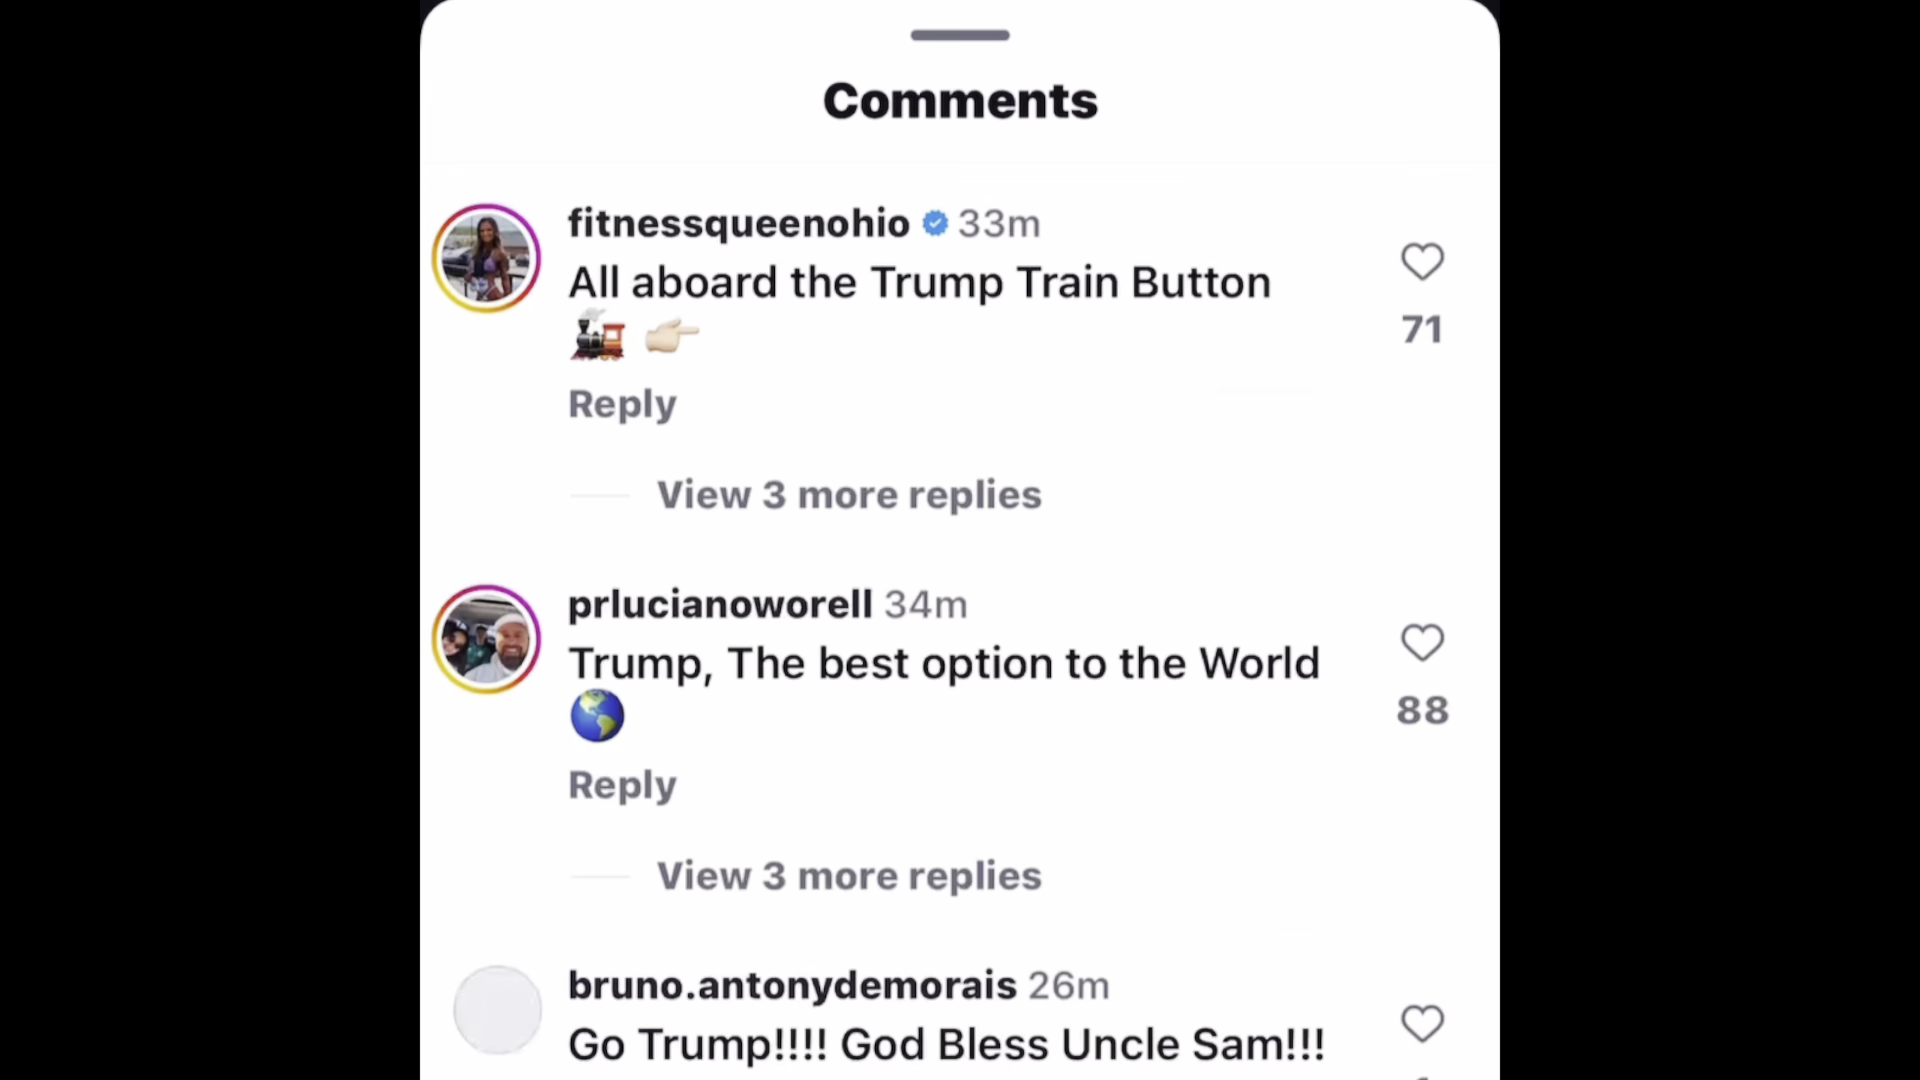 Comments
fitnessqueenohio 33m
All aboard the Trump Train Button
🚂 👉🏻
71
Reply
View 3 more replies
prlucianoworell 34m
Trump, The best option to the World
🌎
88
Reply
View 3 more replies
bruno.antonydemorais 26m
Go Trump!!!! God Bless Uncle Sam!!!